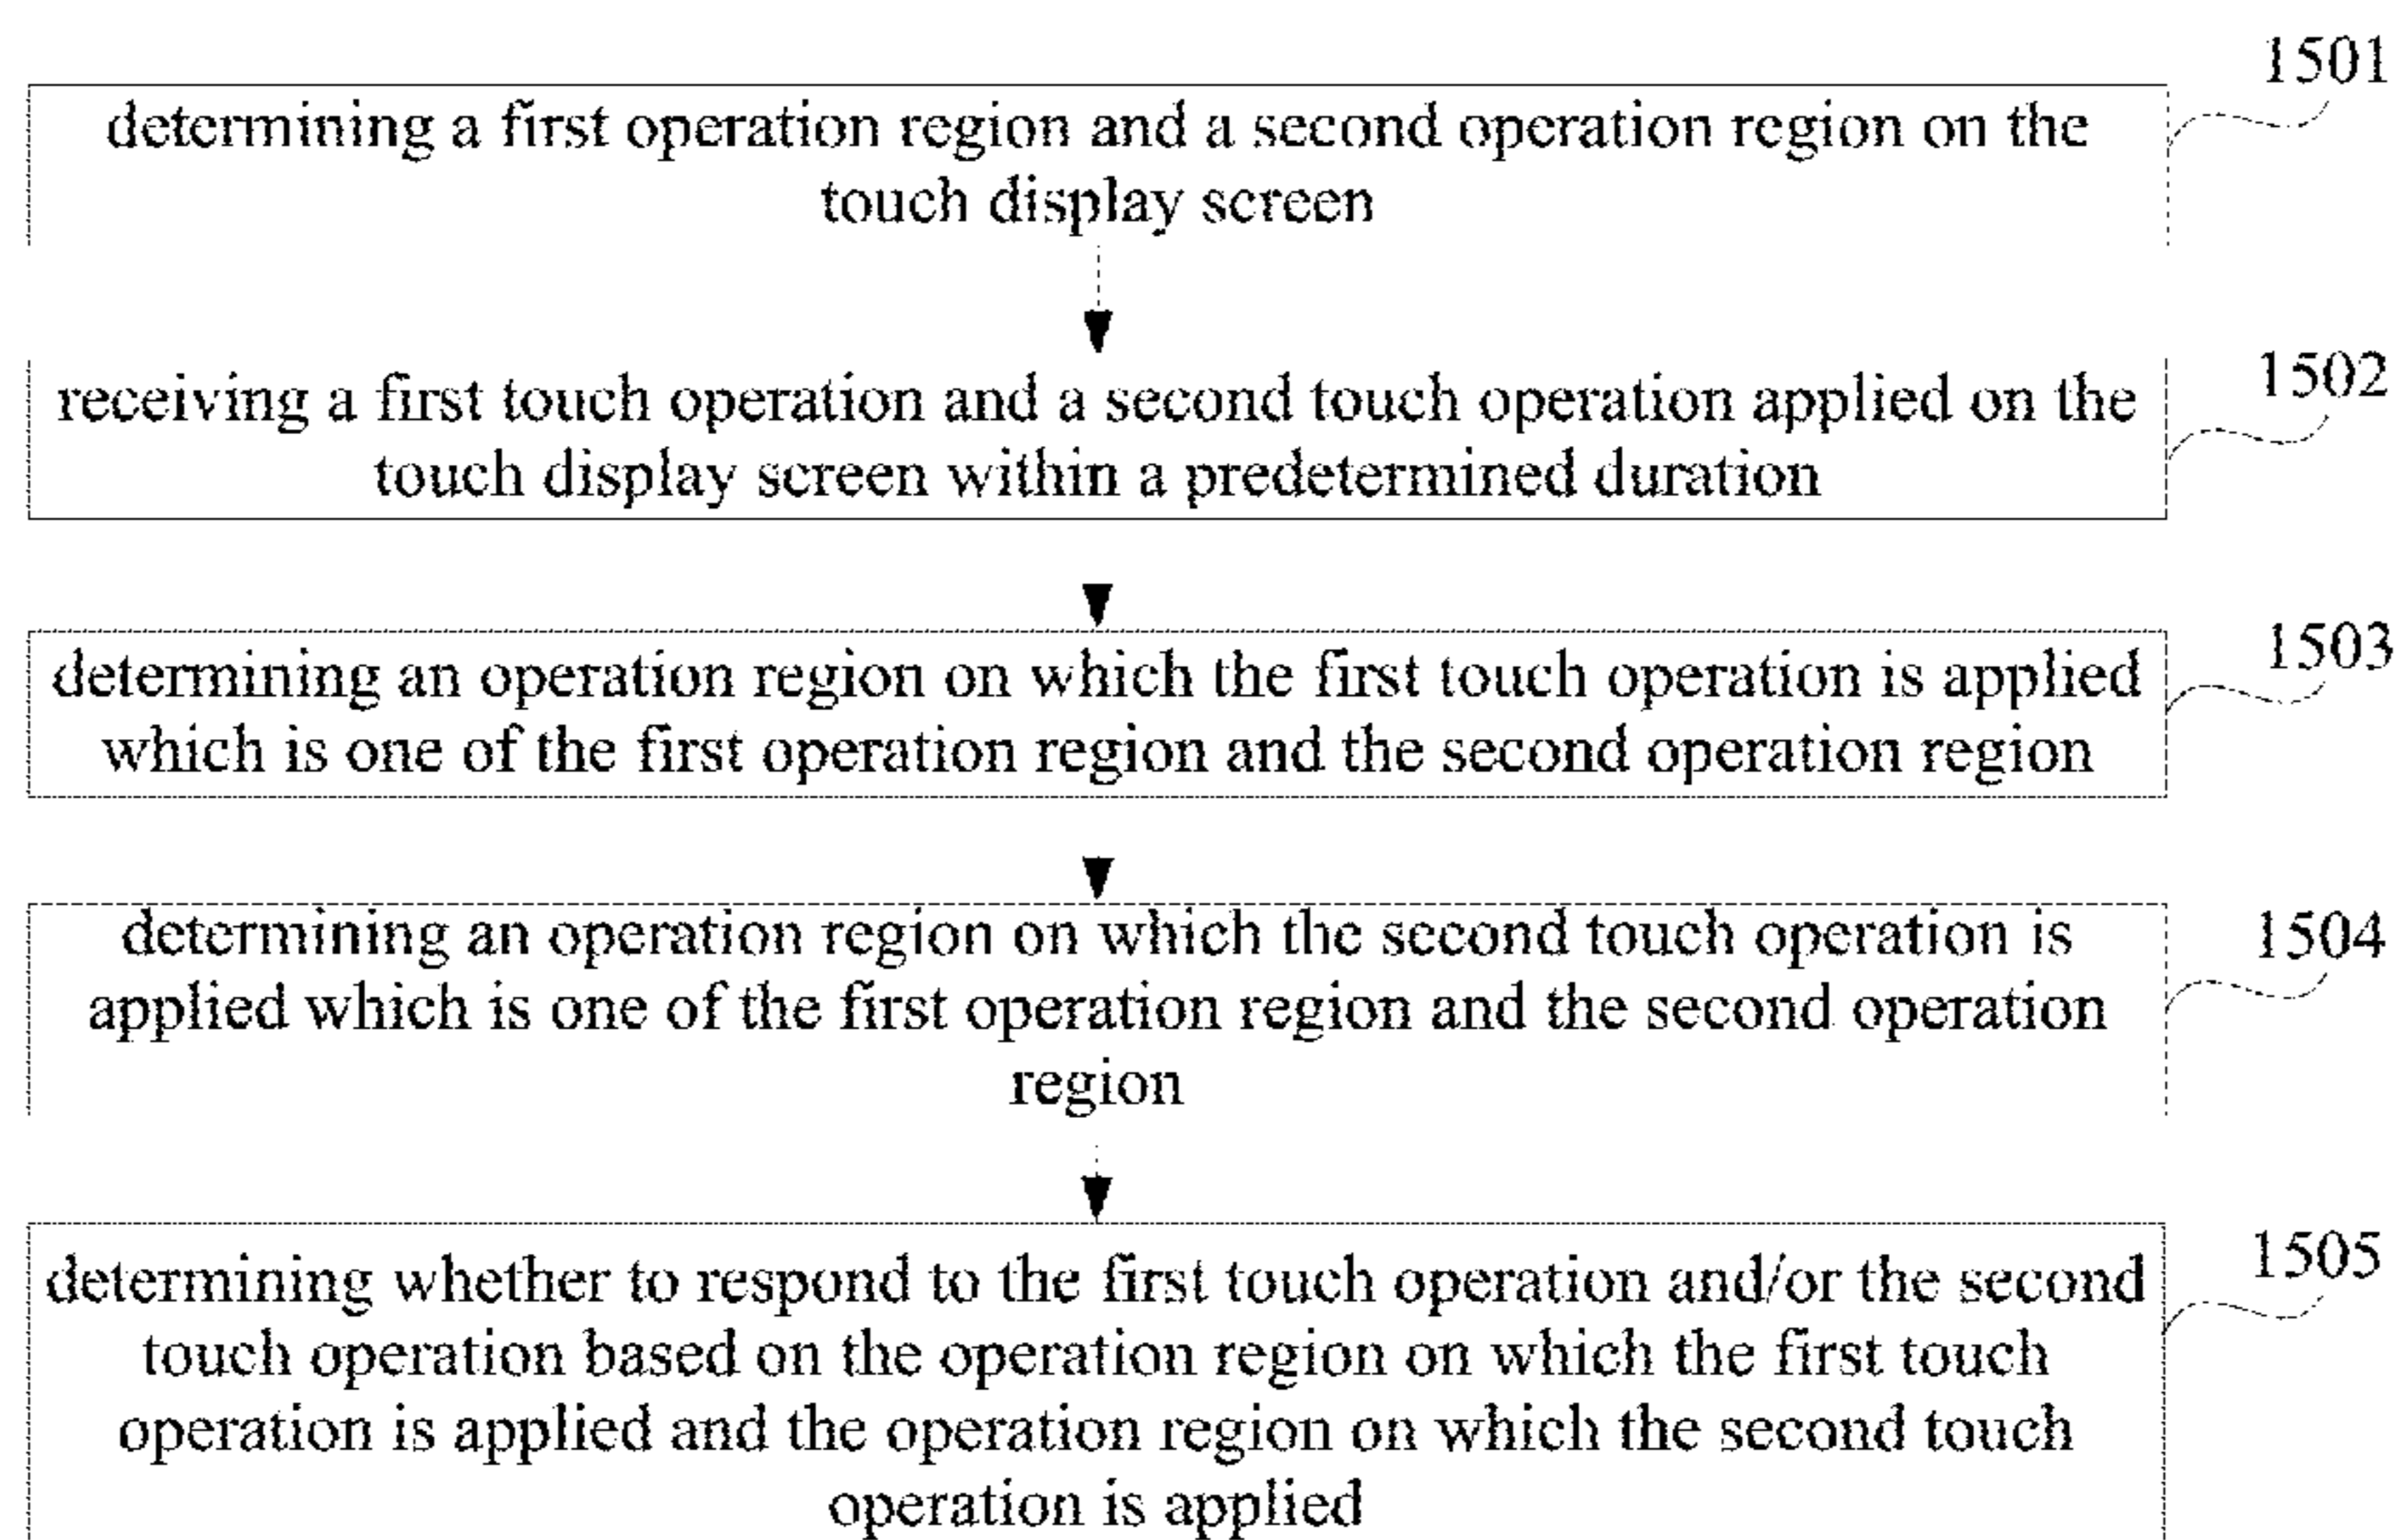 1501
determining a first operation region and a second operation region on the
touch display screen
1502
receiving a first touch operation and a second touch operation applied on the
touch display screen within a predetermined duration
1503
determining an operation region on which the first touch operation is applied
which is one of the first operation region and the second operation region
1504
determining an operation region on which the second touch operation is
applied which is one of the first operation region and the second operation
region
1505
determining whether to respond to the first touch operation and/or the second
touch operation based on the operation region on which the first touch
operation is applied and the operation region on which the second touch
operation is applied